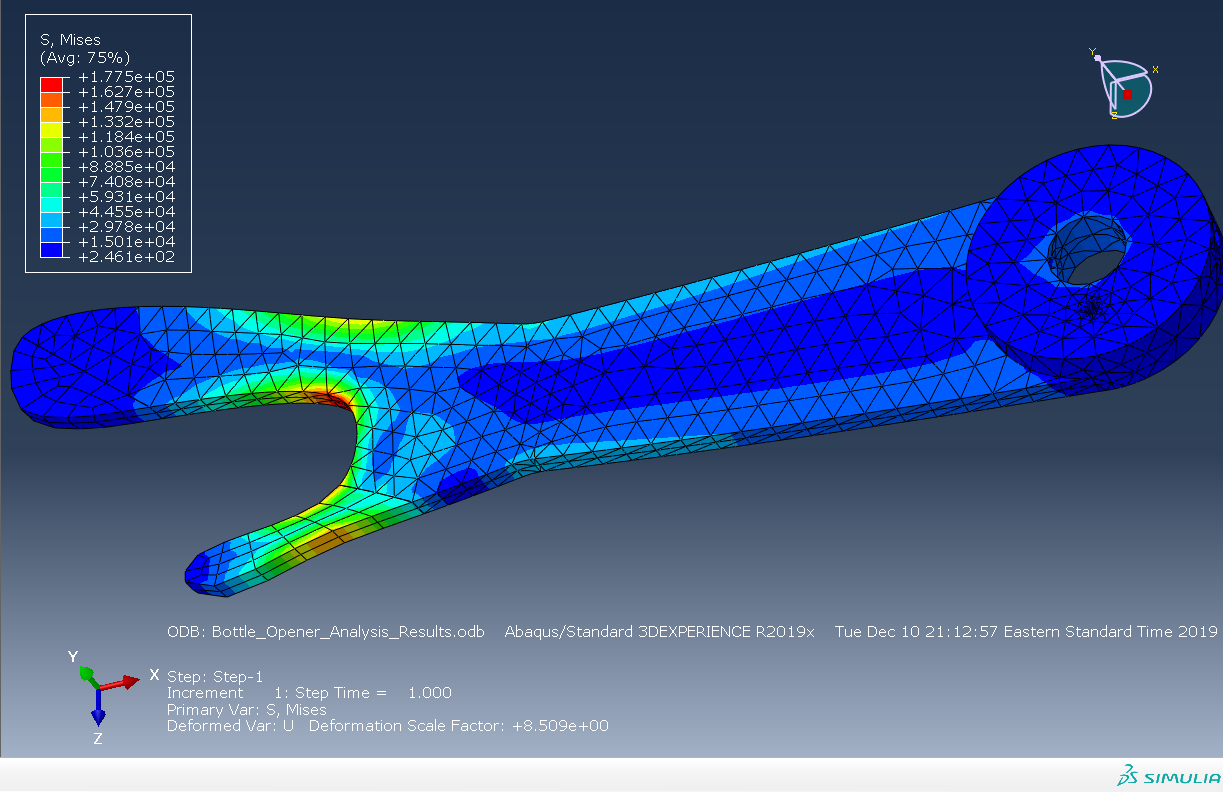 S, Mises
(Avg: 75%)
+1.775e+05
+1.627e+05
+1.479e+05
+1.332e+05
+1.184e+05
+1.036e+05
+8.885e+04
+7.408e+04
+5.931e+04
+4.455e+04
+2.978e+04
+1.501e+04
+2.461e+02
Y
X
Z
ODB: Bottle_Opener_Analysis_Results.odb Abaqus/Standard 3DEXPERIENCE R2019x Tue Dec 10 21:12:57 Eastern Standard Time 2019
Y
X
Z
Step: Step-1
Increment 1: Step Time = 1.000
Primary Var: S, Mises
Deformed Var: U Deformation Scale Factor: +8.509e+00
SIMULIA